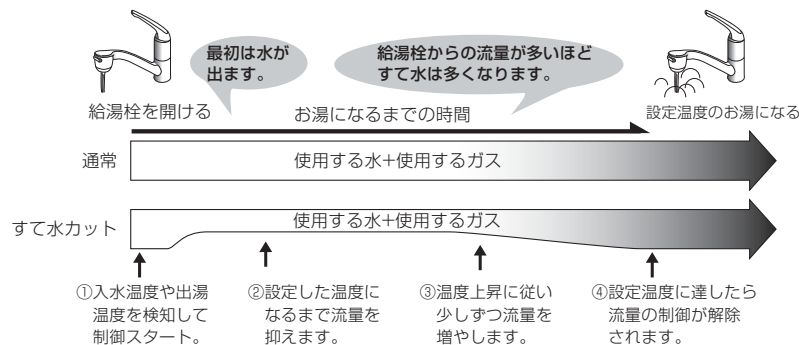 最初は水が
出ます。
給湯栓からの流量が多いほど
すて水は多くなります。
給湯栓を開ける
お湯になるまでの時間
設定温度のお湯になる
通常
使用する水+使用するガス
すて水カット
使用する水+使用するガス
①入水温度や出湯
温度を検知して
制御スタート。
②設定した温度に
なるまで流量を
抑えます。
③温度上昇に従い
少しずつ流量を
増やします。
④設定温度に達したら
流量の制御が解除
されます。